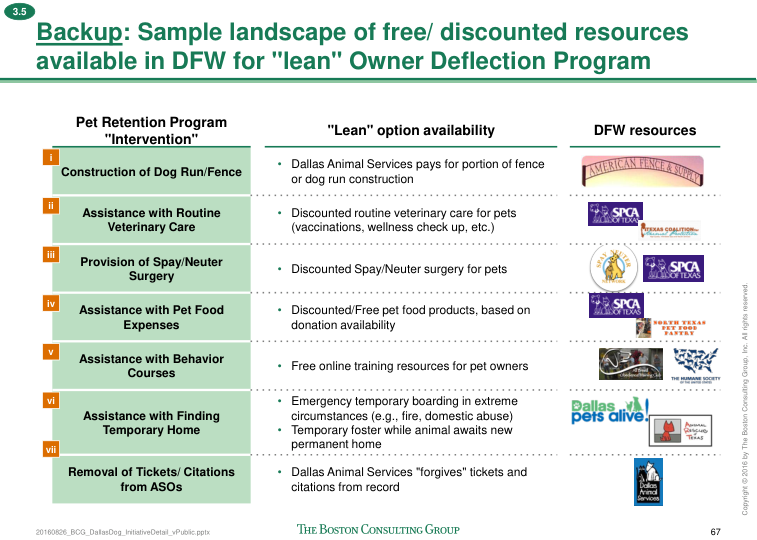 3.5
Backup: Sample landscape of free/ discounted resources
available in DFW for "lean" Owner Deflection Program
Pet Retention Program
"Intervention"
"Lean" option availability
DFW resources
i
Construction of Dog Run/Fence
• Dallas Animal Services pays for portion of fence
or dog run construction
AMERICAN FENCE & SUPPLY
ii
Assistance with Routine
Veterinary Care
• Discounted routine veterinary care for pets
(vaccinations, wellness check up, etc.)
SPCA
OF TEXAS
TEXAS COALITION
iii
Provision of Spay/Neuter
Surgery
• Discounted Spay/Neuter surgery for pets
SPAY NEUTER
NETWORK
SPCA
OF TEXAS
iv
Assistance with Pet Food
Expenses
• Discounted/Free pet food products, based on
donation availability
SPCA
OF TEXAS
NORTH TEXAS
PET FOOD
PANTRY
v
Assistance with Behavior
Courses
• Free online training resources for pet owners
THE HUMANE SOCIETY
OF THE UNITED STATES
vi
Assistance with Finding
Temporary Home
• Emergency temporary boarding in extreme
circumstances (e.g., fire, domestic abuse)
• Temporary foster while animal awaits new
permanent home
Dallas
pets alive!
ANIMAL
RESCUE of
TEXAS
vii
Removal of Tickets/ Citations
from ASOs
• Dallas Animal Services "forgives" tickets and
citations from record
Dallas
Animal
Services
Copyright © 2016 by The Boston Consulting Group, Inc. All rights reserved.
20160826_BCG_DallasDog_InitiativeDetail_vPublic.pptx
THE BOSTON CONSULTING GROUP
67